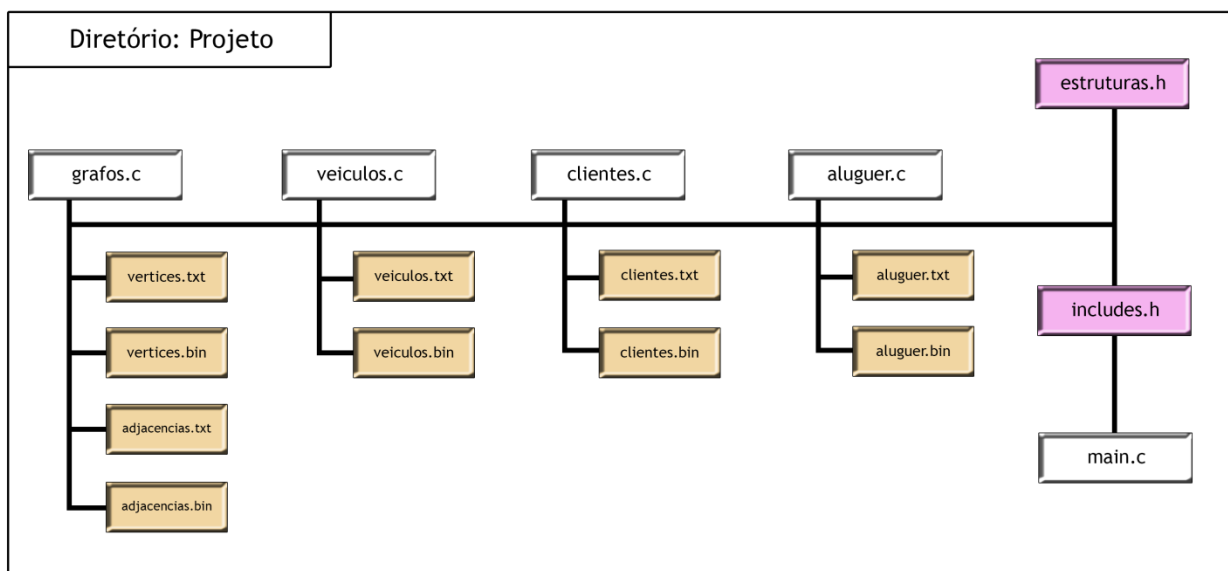 Diretório: Projeto
estruturas.h
grafos.c
veiculos.c
clientes.c
aluguer.c
vertices.txt
veiculos.txt
clientes.txt
aluguer.txt
includes.h
vertices.bin
veiculos.bin
clientes.bin
aluguer.bin
adjacencias.txt
main.c
adjacencias.bin